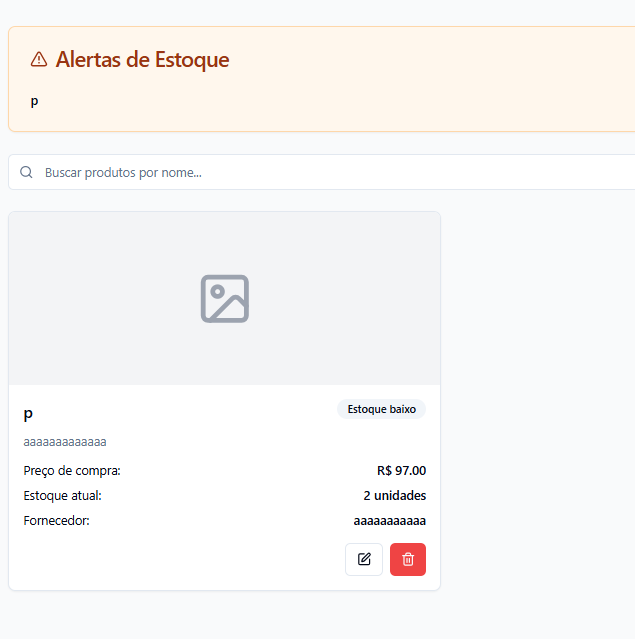 Alertas de Estoque
p
Buscar produtos por nome...
p
Estoque baixo
aaaaaaaaaaaaa
Preço de compra: R$ 97.00
Estoque atual: 2 unidades
Fornecedor: aaaaaaaaaaa